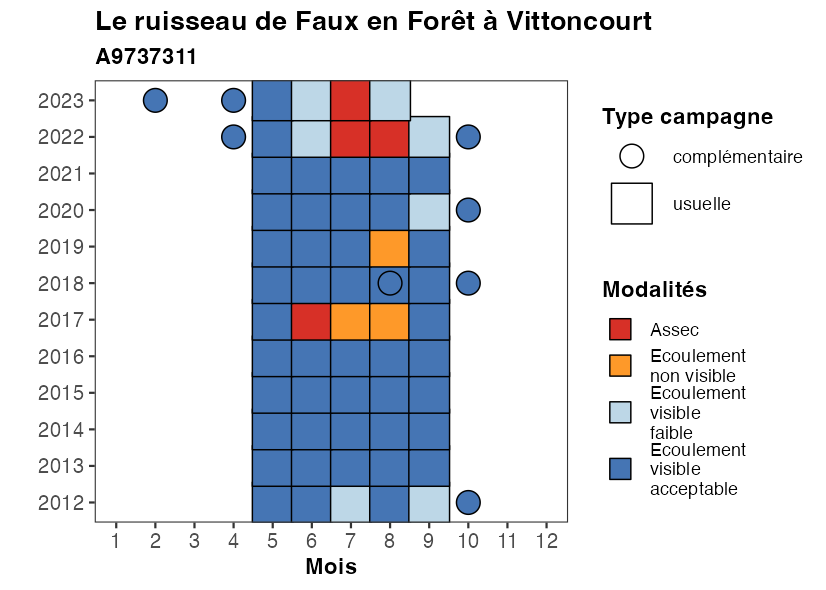 Le ruisseau de Faux en Forêt à Vittoncourt
A9737311
2023
2022
2021
2020
2019
2018
2017
2016
2015
2014
2013
2012
1 2 3 4 5 6 7 8 9 10 11 12
Mois
Type campagne
complémentaire
usuelle
Modalités
Assec
Ecoulement
non visible
Ecoulement
visible
faible
Ecoulement
visible
acceptable